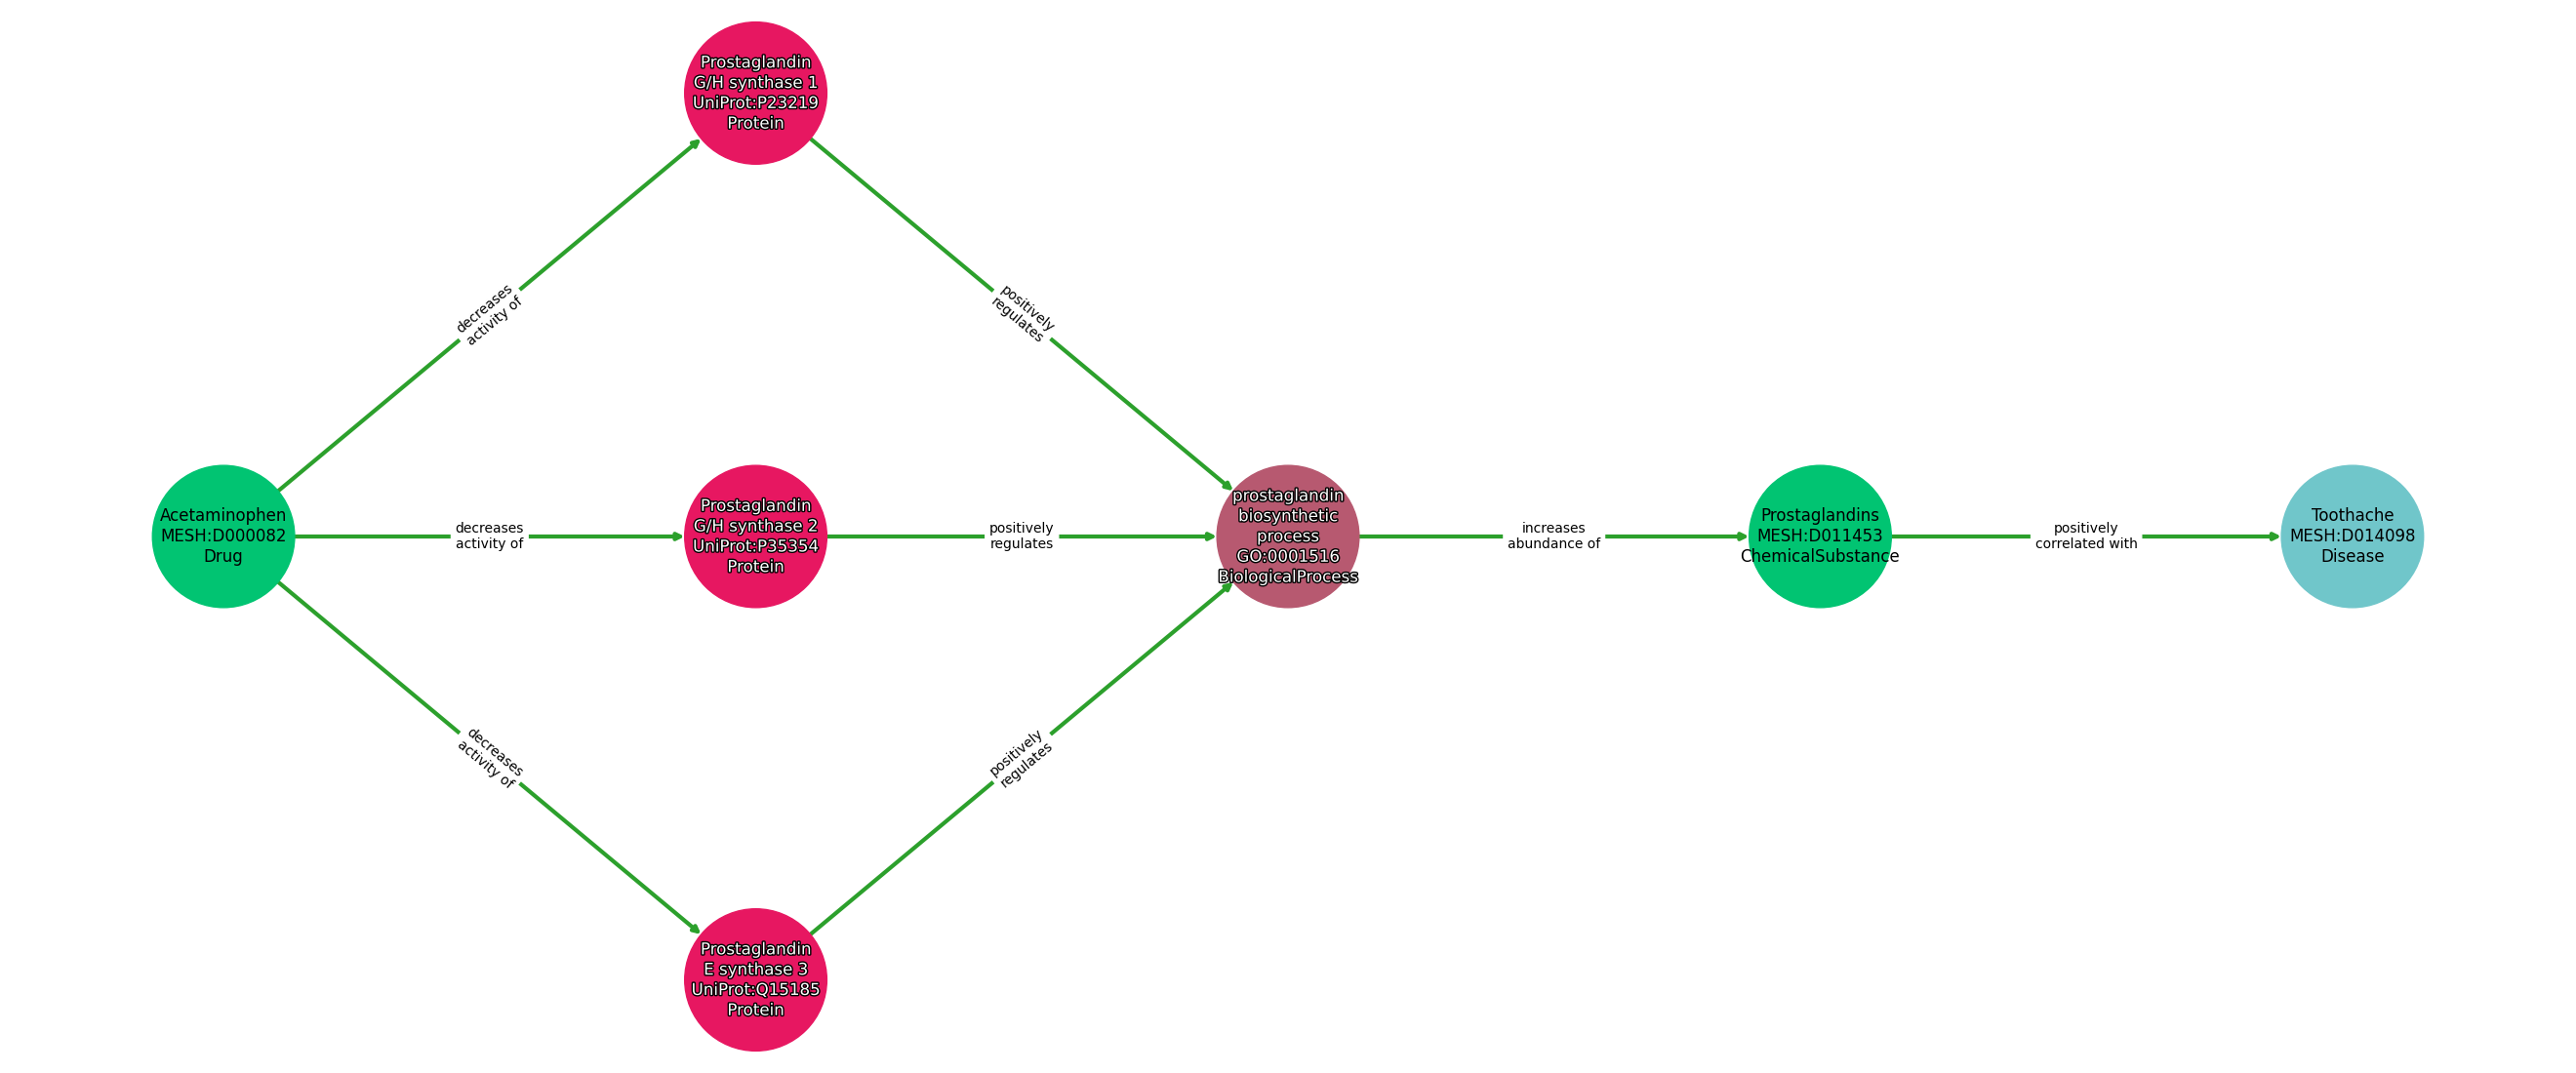 Prostaglandin
G/H synthase 1
UniProt:P23219
Protein
decreases
activity of
positively
regulates
Acetaminophen
MESH:D000082
Drug
decreases
activity of
Prostaglandin
G/H synthase 2
UniProt:P35354
Protein
positively
regulates
prostaglandin
biosynthetic
process
GO:0001516
BiologicalProcess
increases
abundance of
Prostaglandins
MESH:D011453
ChemicalSubstance
positively
correlated with
Toothache
MESH:D014098
Disease
decreases
activity of
positively
regulates
Prostaglandin
E synthase 3
UniProt:Q15185
Protein